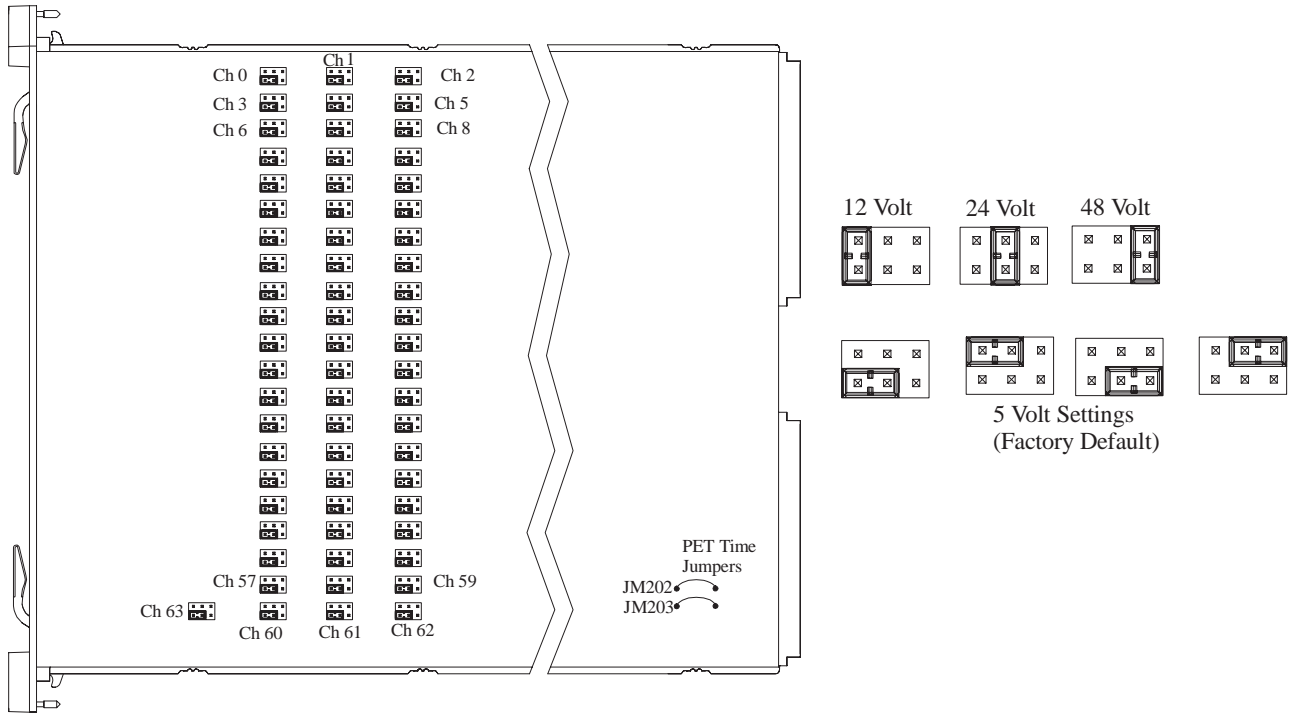 Ch 0
Ch 1
Ch 2
Ch 3
Ch 5
Ch 6
Ch 8
12 Volt
24 Volt
48 Volt
5 Volt Settings
(Factory Default)
PET Time
Jumpers
JM202
JM203
Ch 57
Ch 59
Ch 63
Ch 60
Ch 61
Ch 62